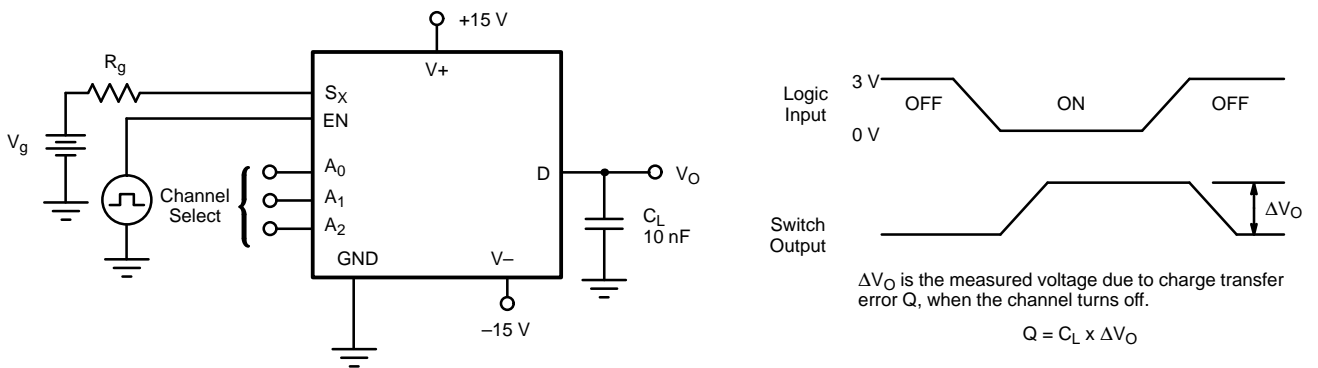 +15 V
Rg
V+
SX
EN
Vg
A0
Channel
Select
A1
A2
D
VO
CL
10 nF
GND
V–
–15 V
Logic
Input
3 V
0 V
OFF
ON
OFF
Switch
Output
ΔVO
ΔVO is the measured voltage due to charge transfer
error Q, when the channel turns off.
Q = CL x ΔVO